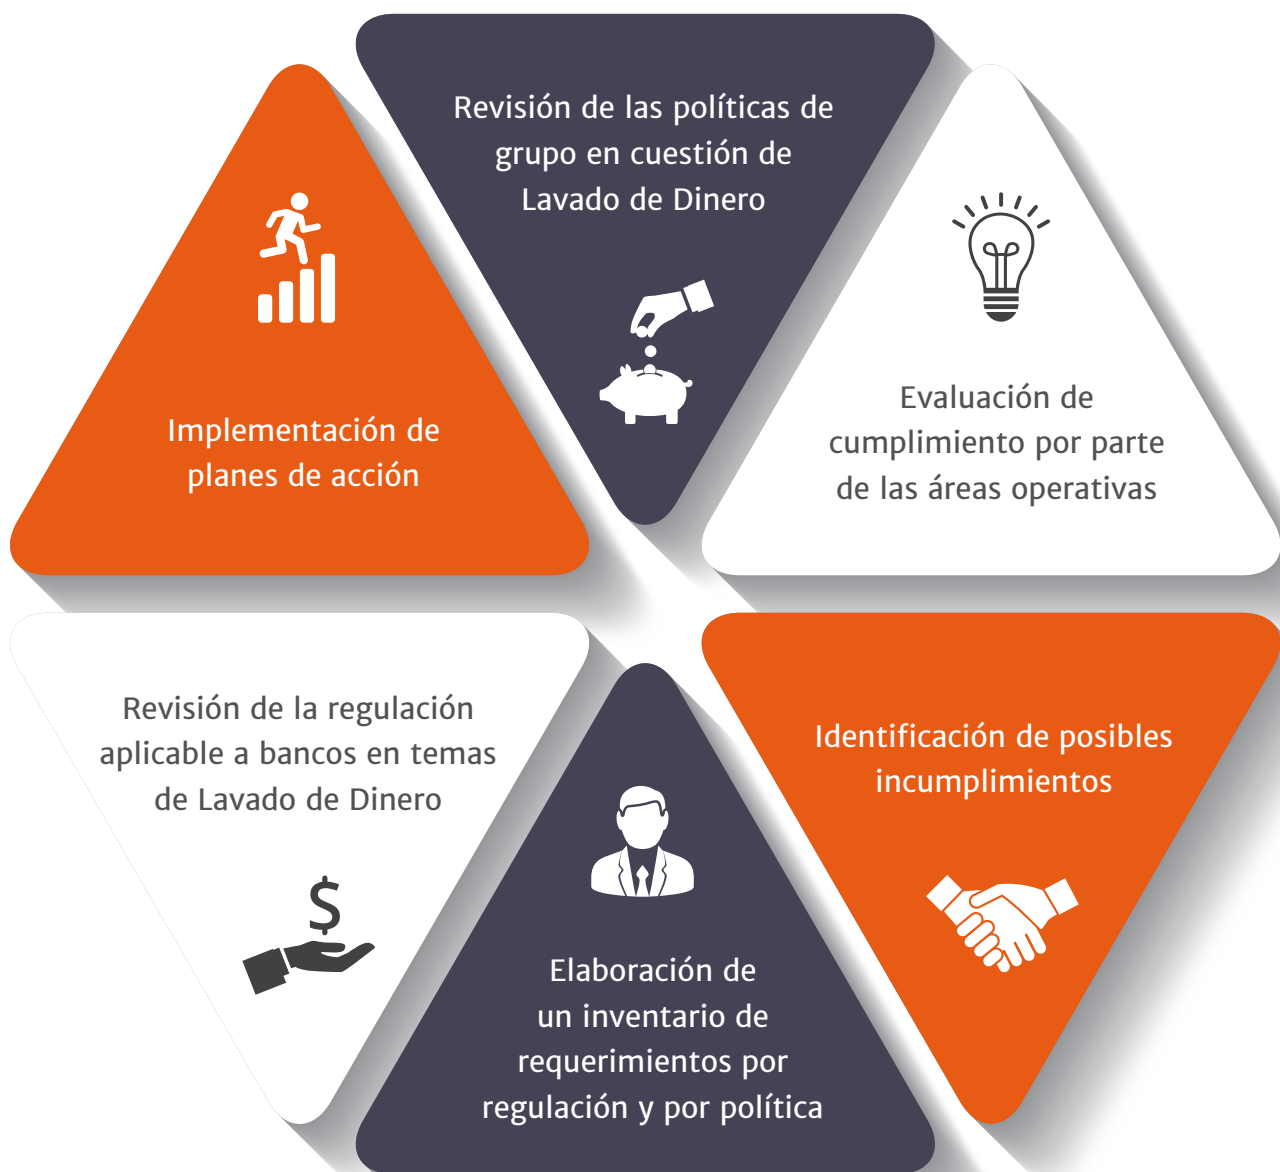 Revisión de las políticas de
grupo en cuestión de
Lavado de Dinero
Implementación de
planes de acción
Evaluación de
cumplimiento por parte
de las áreas operativas
Revisión de la regulación
aplicable a bancos en temas
de Lavado de Dinero
$
Elaboración de
un inventario de
requerimientos por
regulación y por política
Identificación de posibles
incumplimientos